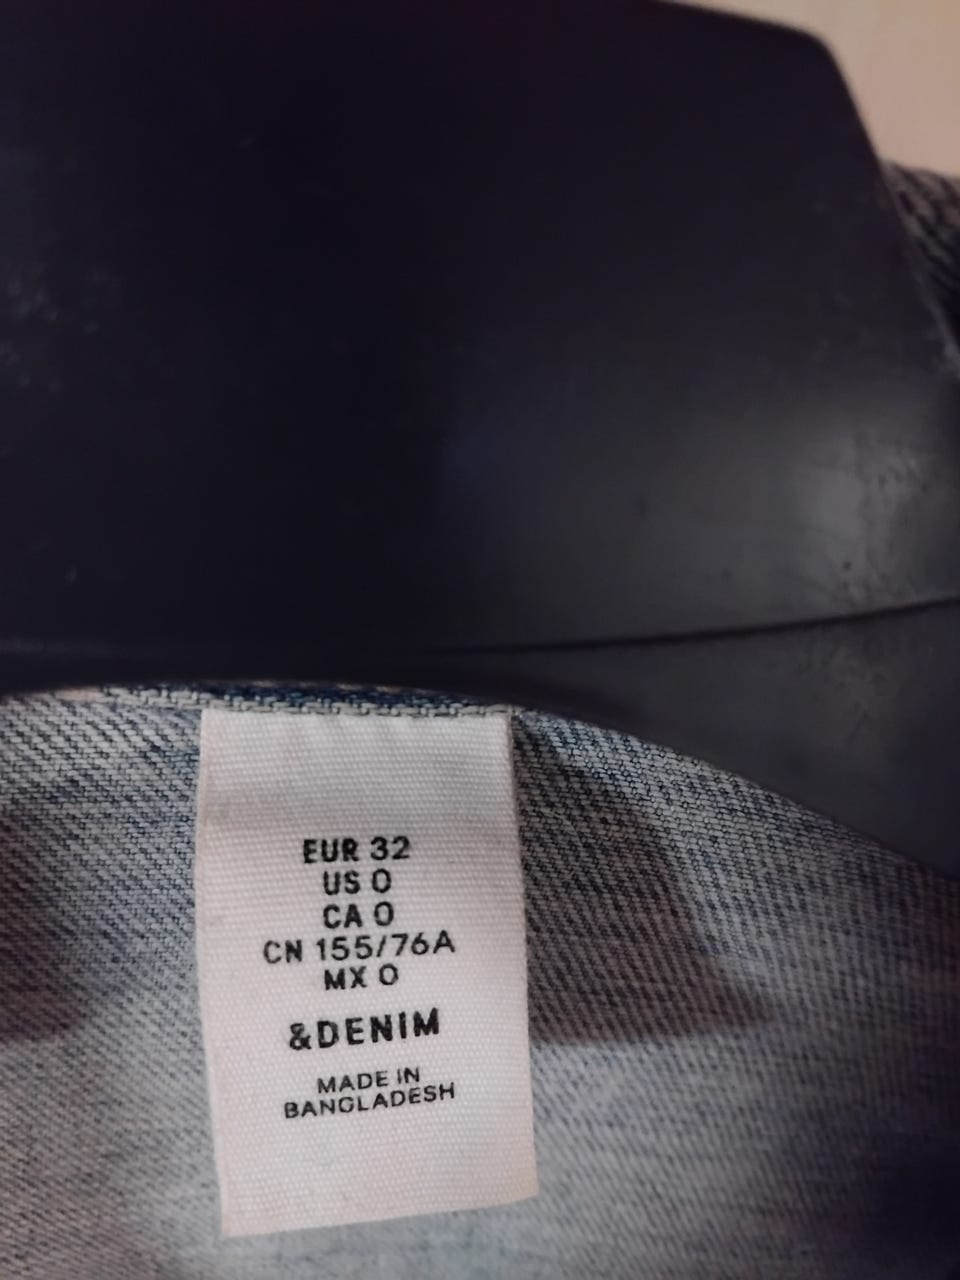 EUR 32
US 0
CA 0
CN 155/76A
MX 0
&DENIM
MADE IN
BANGLADESH